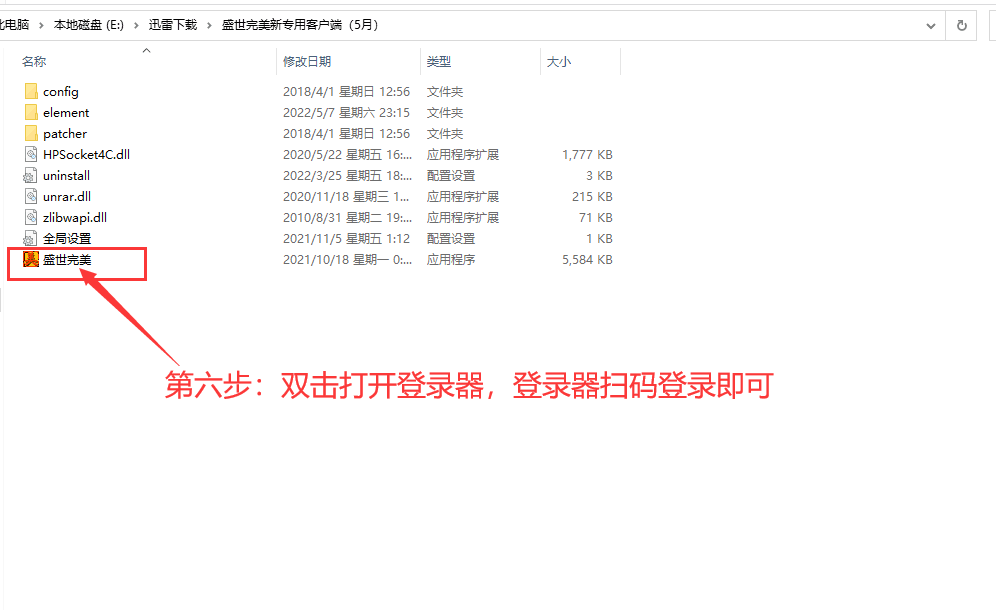 此电脑 › 本地磁盘 (E:) › 迅雷下载 › 盛世完美新专用客户端（5月）
名称 修改日期 类型 大小
config 2018/4/1 星期日 12:56 文件夹
element 2022/5/7 星期六 23:15 文件夹
patcher 2018/4/1 星期日 12:56 文件夹
HPSocket4C.dll 2020/5/22 星期五 16:... 应用程序扩展 1,777 KB
uninstall 2022/3/25 星期五 18:... 配置设置 3 KB
unrar.dll 2020/11/18 星期三 1... 应用程序扩展 215 KB
zlibwapi.dll 2010/8/31 星期二 19:... 应用程序扩展 71 KB
全局设置 2021/11/5 星期五 1:12 配置设置 1 KB
盛世完美 2021/10/18 星期一 0:... 应用程序 5,584 KB
第六步：双击打开登录器，登录器扫码登录即可